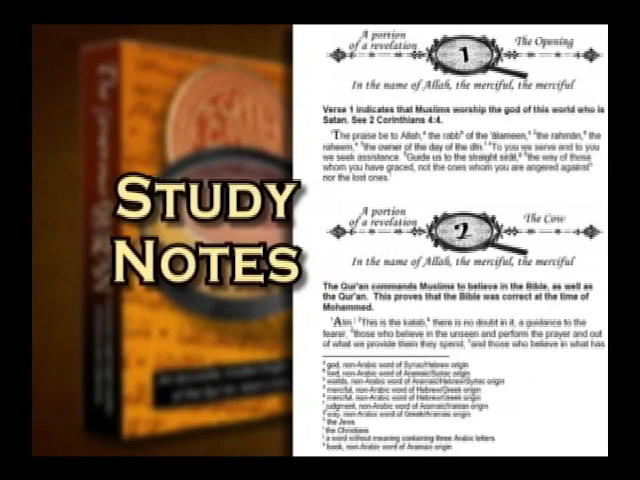 STUDY
NOTES
A portion
of a revelation
1
The Opening
In the name of Allah, the merciful, the merciful
Verse 1 indicates that Muslims worship the god of this world who is
Satan. See 2 Corinthians 4:4.
The praise be to Allah, the rabb of the 'alameen, the rahmān, the
raheem, the owner of the day of the dīn. To you we serve and to you
we seek assistance. Guide us to the straight sirāt, the way of those
whom you have graced, not the ones whom you are angered against
nor the lost ones.
A portion
of a revelation
2
The Cow
In the name of Allah, the merciful, the merciful
The Qur'an commands Muslims to believe in the Bible, as well as
the Qur'an. This proves that the Bible was correct at the time of
Mohammed.
Alm This is the kitab, there is no doubt in it, a guidance to the
fearer, those who believe in the unseen and perform the prayer and out
of what we provide them they spend, and those who believe in what has
god, non-Arabic word of Syriac/Hebrew origin
lord, non-Arabic word of Aramaic/Syriac origin
worlds, non-Arabic word of Aramaic/Hebrew/Syriac origin
merciful, non-Arabic word of Hebrew/Greek origin
merciful, non-Arabic word of Hebrew/Greek origin
judgment, non-Arabic word of Aramaic/Iranian origin
way, non-Arabic word of Greek/Aramaic origin
the Jews
the Christians
a word without meaning containing three Arabic letters
book, non-Arabic word of Aramaic origin